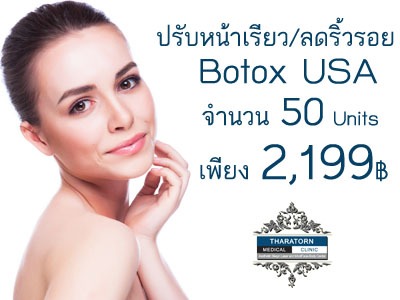 ปรับหน้าเรียว/ลดริ้วรอย
Botox USA
จำนวน 50 Units
เพียง 2,199฿
THARATORN
MEDICAL CLINIC